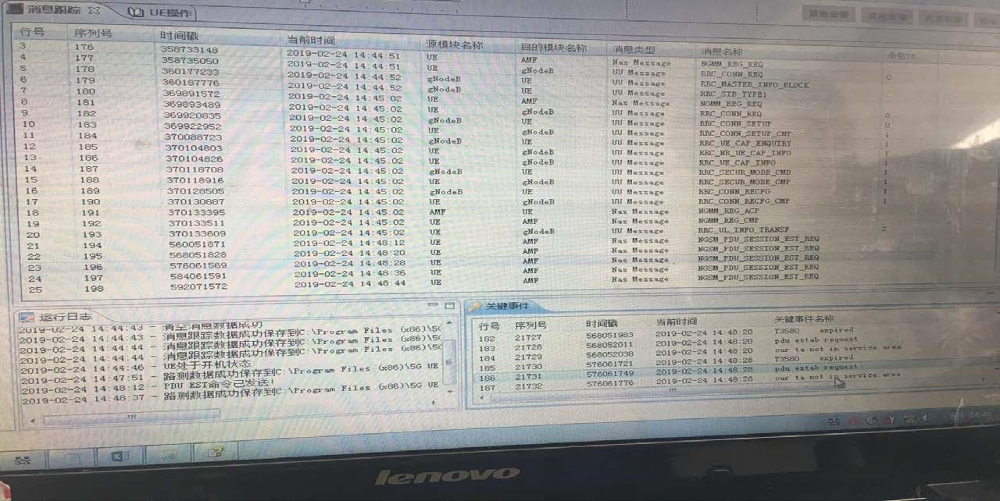 消息跟踪 UE操作
行号 序列号 时间戳 当前时间 源模块名称 目的模块名称 消息类型 消息名称
3 176 358733148 2019-02-24 14:44:51 UE AMF Nas Message NGMM_REG_REQ
4 177 358735050 2019-02-24 14:44:51 UE gNodeB UU Message RRC_CONN_REQ 0
5 178 360177233 2019-02-24 14:44:52 gNodeB UE UU Message RRC_MASTER_INFO_BLOCK
6 179 360187776 2019-02-24 14:44:52 gNodeB UE UU Message RRC_SIB_TYPE1
7 180 369891572 2019-02-24 14:45:02 UE AMF Nas Message NGMM_REG_REQ
8 181 369893489 2019-02-24 14:45:02 UE gNodeB UU Message RRC_CONN_REQ 0
9 182 369920835 2019-02-24 14:45:02 gNodeB UE UU Message RRC_CONN_SETUP 0
10 183 369922952 2019-02-24 14:45:02 UE gNodeB UU Message RRC_CONN_SETUP_CMP 1
11 184 370088723 2019-02-24 14:45:02 gNodeB UE UU Message RRC_UE_CAP_ENQUIRY 1
12 185 370104803 2019-02-24 14:45:02 UE gNodeB UU Message RRC_NR_UE_CAP_INFO 1
13 186 370104826 2019-02-24 14:45:02 UE gNodeB UU Message RRC_UE_CAP_INFO 1
14 187 370118708 2019-02-24 14:45:02 gNodeB UE UU Message RRC_SECUR_MODE_CMD 1
15 188 370118916 2019-02-24 14:45:02 UE gNodeB UU Message RRC_SECUR_MODE_CMP 1
16 189 370128505 2019-02-24 14:45:02 gNodeB UE UU Message RRC_CONN_RECFG 1
17 190 370130887 2019-02-24 14:45:02 UE gNodeB UU Message RRC_CONN_RECFG_CMP 1
18 191 370133395 2019-02-24 14:45:02 AMF UE Nas Message NGMM_REG_ACP
19 192 370133511 2019-02-24 14:45:02 UE AMF Nas Message NGMM_REG_CMP
20 193 370133609 2019-02-24 14:45:02 UE gNodeB UU Message RRC_UL_INFO_TRANSF 2
21 194 560051871 2019-02-24 14:48:12 UE AMF Nas Message NGSM_PDU_SESSION_EST_REQ
22 195 568051828 2019-02-24 14:48:20 UE AMF Nas Message NGSM_PDU_SESSION_EST_REQ
23 196 576061569 2019-02-24 14:48:28 UE AMF Nas Message NGSM_PDU_SESSION_EST_REQ
24 197 584061591 2019-02-24 14:48:36 UE AMF Nas Message NGSM_PDU_SESSION_EST_REQ
25 198 592071572 2019-02-24 14:48:44 UE AMF Nas Message NGSM_PDU_SESSION_EST_REQ
运行日志
2019-02-24 14:44:43 - 清空消息数据成功
2019-02-24 14:44:43 - 消息跟踪数据成功保存到C:\Program Files (x86)\5G
2019-02-24 14:44:44 - 消息跟踪数据成功保存到C:\Program Files (x86)\5G
2019-02-24 14:44:44 - 消息跟踪数据成功保存到C:\Program Files (x86)\5G
2019-02-24 14:44:46 - UE处于开机状态
2019-02-24 14:47:51 - 路测数据成功保存到C:\Program Files (x86)\5G UE
2019-02-24 14:48:12 - PDU EST命令已发送!
2019-02-24 14:48:37 - 路测数据成功保存到C:\Program Files (x86)\5G UE
关键事件
行号 序列号 时间戳 当前时间 关键事件名称
182 21727 568051983 2019-02-24 14:48:20 T3580 expired
183 21728 568052011 2019-02-24 14:48:20 pdu estab request
184 21729 568052038 2019-02-24 14:48:20 cur ta not in service area
185 21730 576061721 2019-02-24 14:48:28 T3580 expired
186 21731 576061749 2019-02-24 14:48:28 pdu estab request
187 21732 576061776 2019-02-24 14:48:28 cur ta not in service area
lenovo